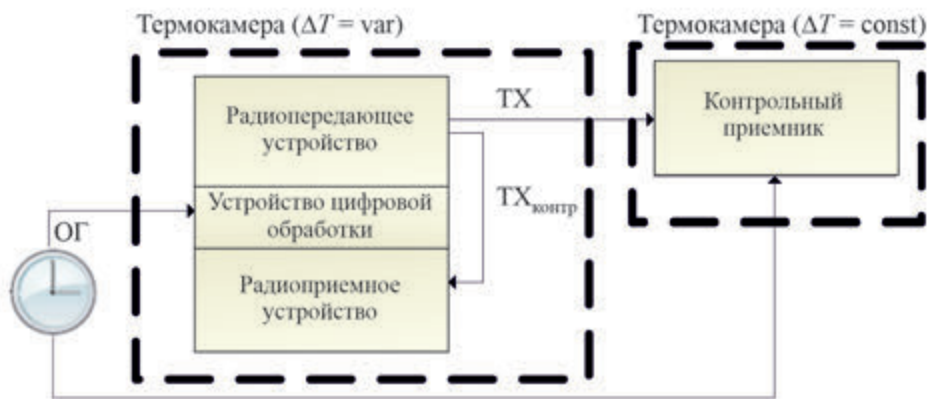 Термокамера (ΔT = var)
Термокамера (ΔT = const)
Радиопередающее
устройство
TX
Контрольный
приемник
Устройство цифровой
обработки
TXконтр
ОГ
Радиоприемное
устройство